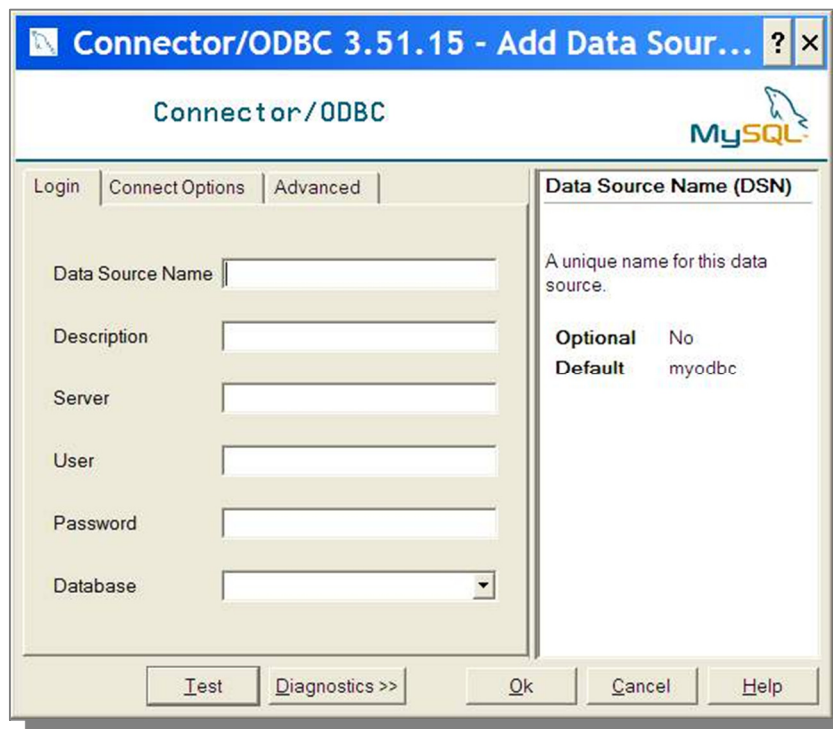 Connector/ODBC 3.51.15 - Add Data Sour... ? ×
Connector/ODBC
MySQL
Login Connect Options Advanced
Data Source Name
Description
Server
User
Password
Database
Data Source Name (DSN)
A unique name for this data
source.
Optional No
Default myodbc
Test Diagnostics >> Ok Cancel Help